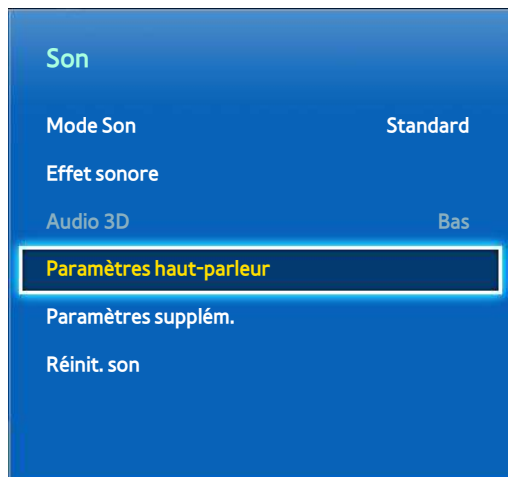 Son
Mode Son Standard
Effet sonore
Audio 3D Bas
Paramètres haut-parleur
Paramètres supplém.
Réinit. son